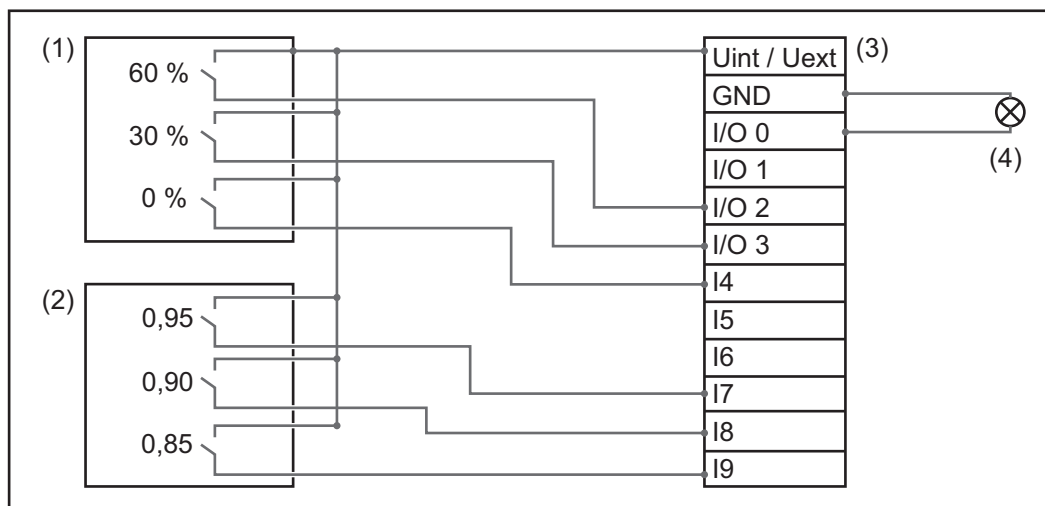 (1)
60 %
30 %
0 %
(2)
0,95
0,90
0,85
(3)
Uint / Uext
GND
I/O 0
I/O 1
I/O 2
I/O 3
I4
I5
I6
I7
I8
I9
(4)